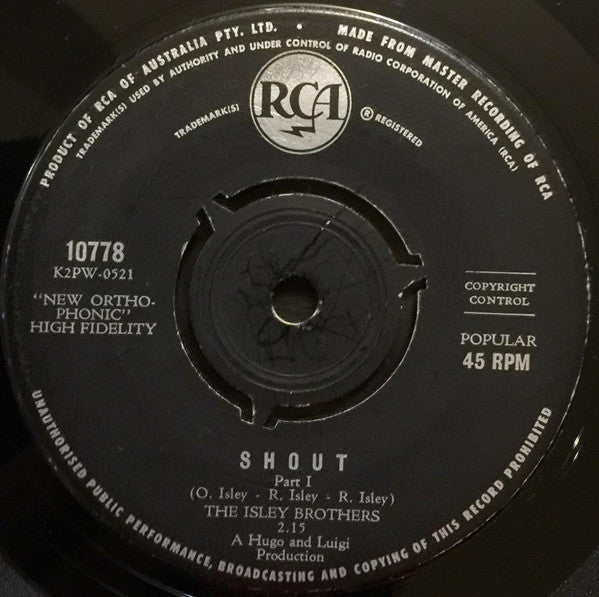 PRODUCT OF RCA OF AUSTRALIA PTY. LTD. • MADE FROM MASTER RECORDING OF RCA
TRADEMARK(S) USED BY AUTHORITY AND UNDER CONTROL OF RADIO CORPORATION OF AMERICA (RCA)
TRADEMARK(S) RCA ® REGISTERED
10778
K2PW-0521
"NEW ORTHO-
PHONIC"
HIGH FIDELITY
COPYRIGHT
CONTROL
POPULAR
45 RPM
SHOUT
Part I
(O. Isley - R. Isley - R. Isley)
THE ISLEY BROTHERS
2.15
A Hugo and Luigi
Production
UNAUTHORISED PUBLIC PERFORMANCE, BROADCASTING AND COPYING OF THIS RECORD PROHIBITED